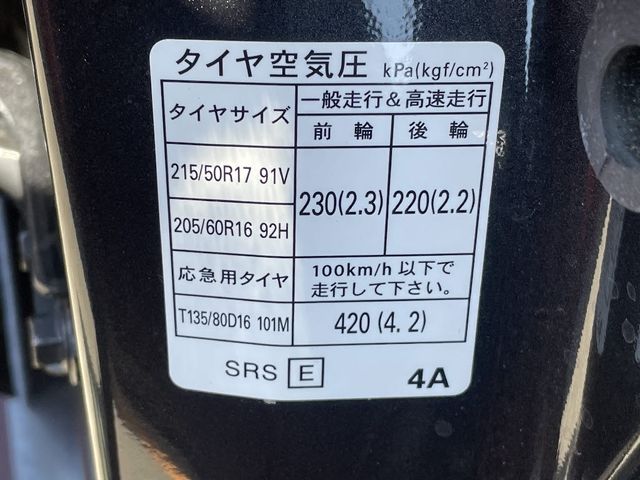 タイヤ空気圧 kPa(kgf/cm²)
タイヤサイズ 一般走行&高速走行
前輪 後輪
215/50R17 91V
230(2.3) 220(2.2)
205/60R16 92H
応急用タイヤ 100km/h 以下で
走行して下さい。
T135/80D16 101M 420 (4.2)
SRS E 4A